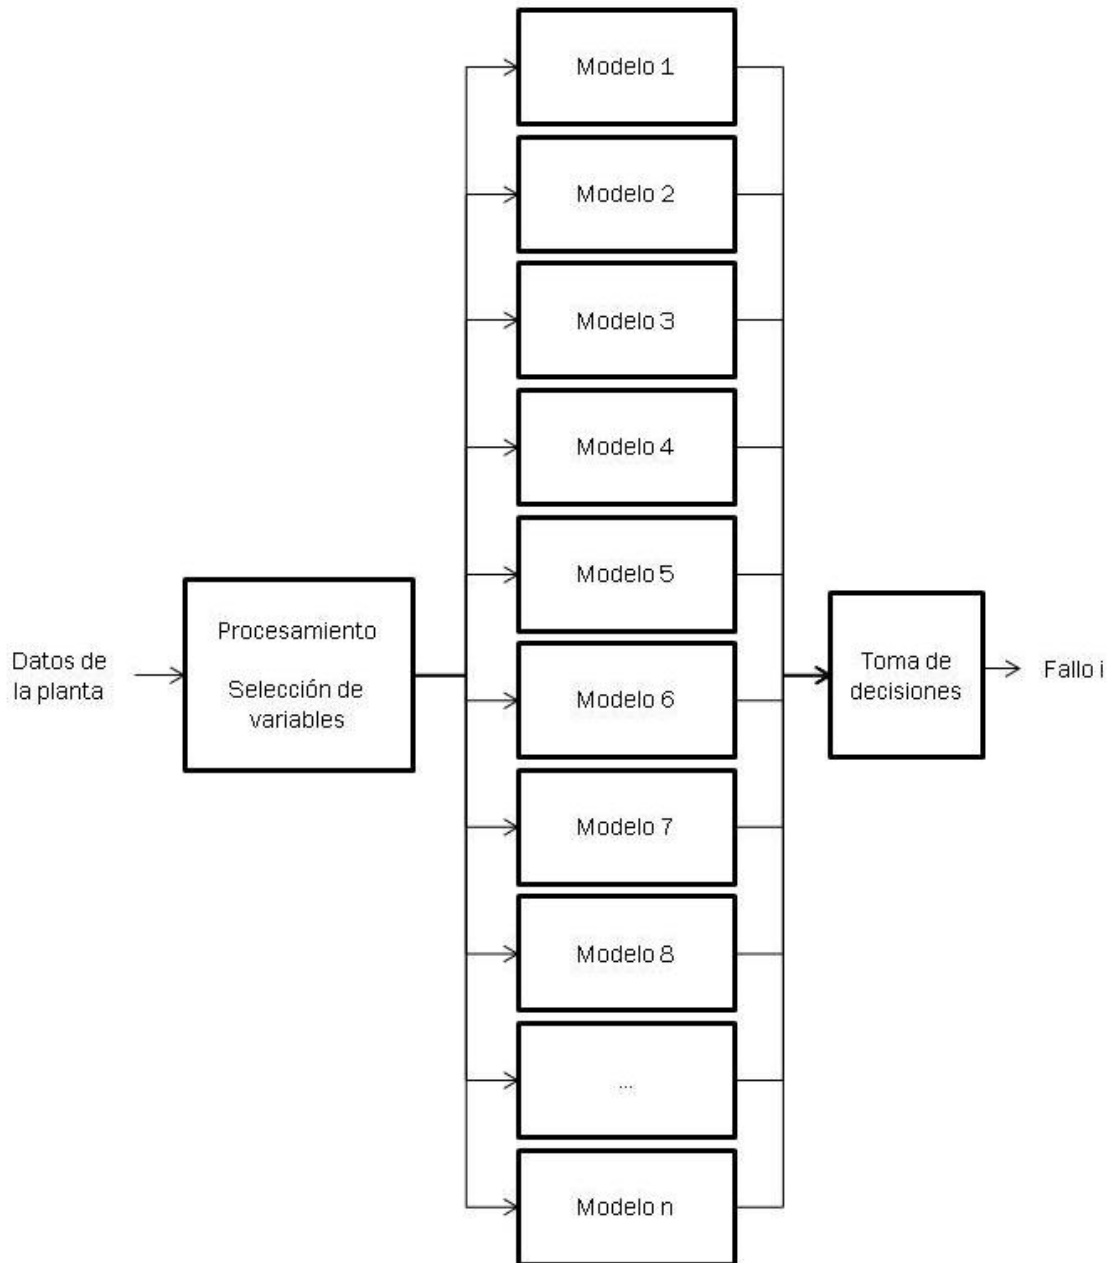 Modelo 1
Modelo 2
Modelo 3
Modelo 4
Modelo 5
Procesamiento
Selección de
variables
Datos de
la planta
Modelo 6
Toma de
decisiones
Fallo i
Modelo 7
Modelo 8
...
Modelo n